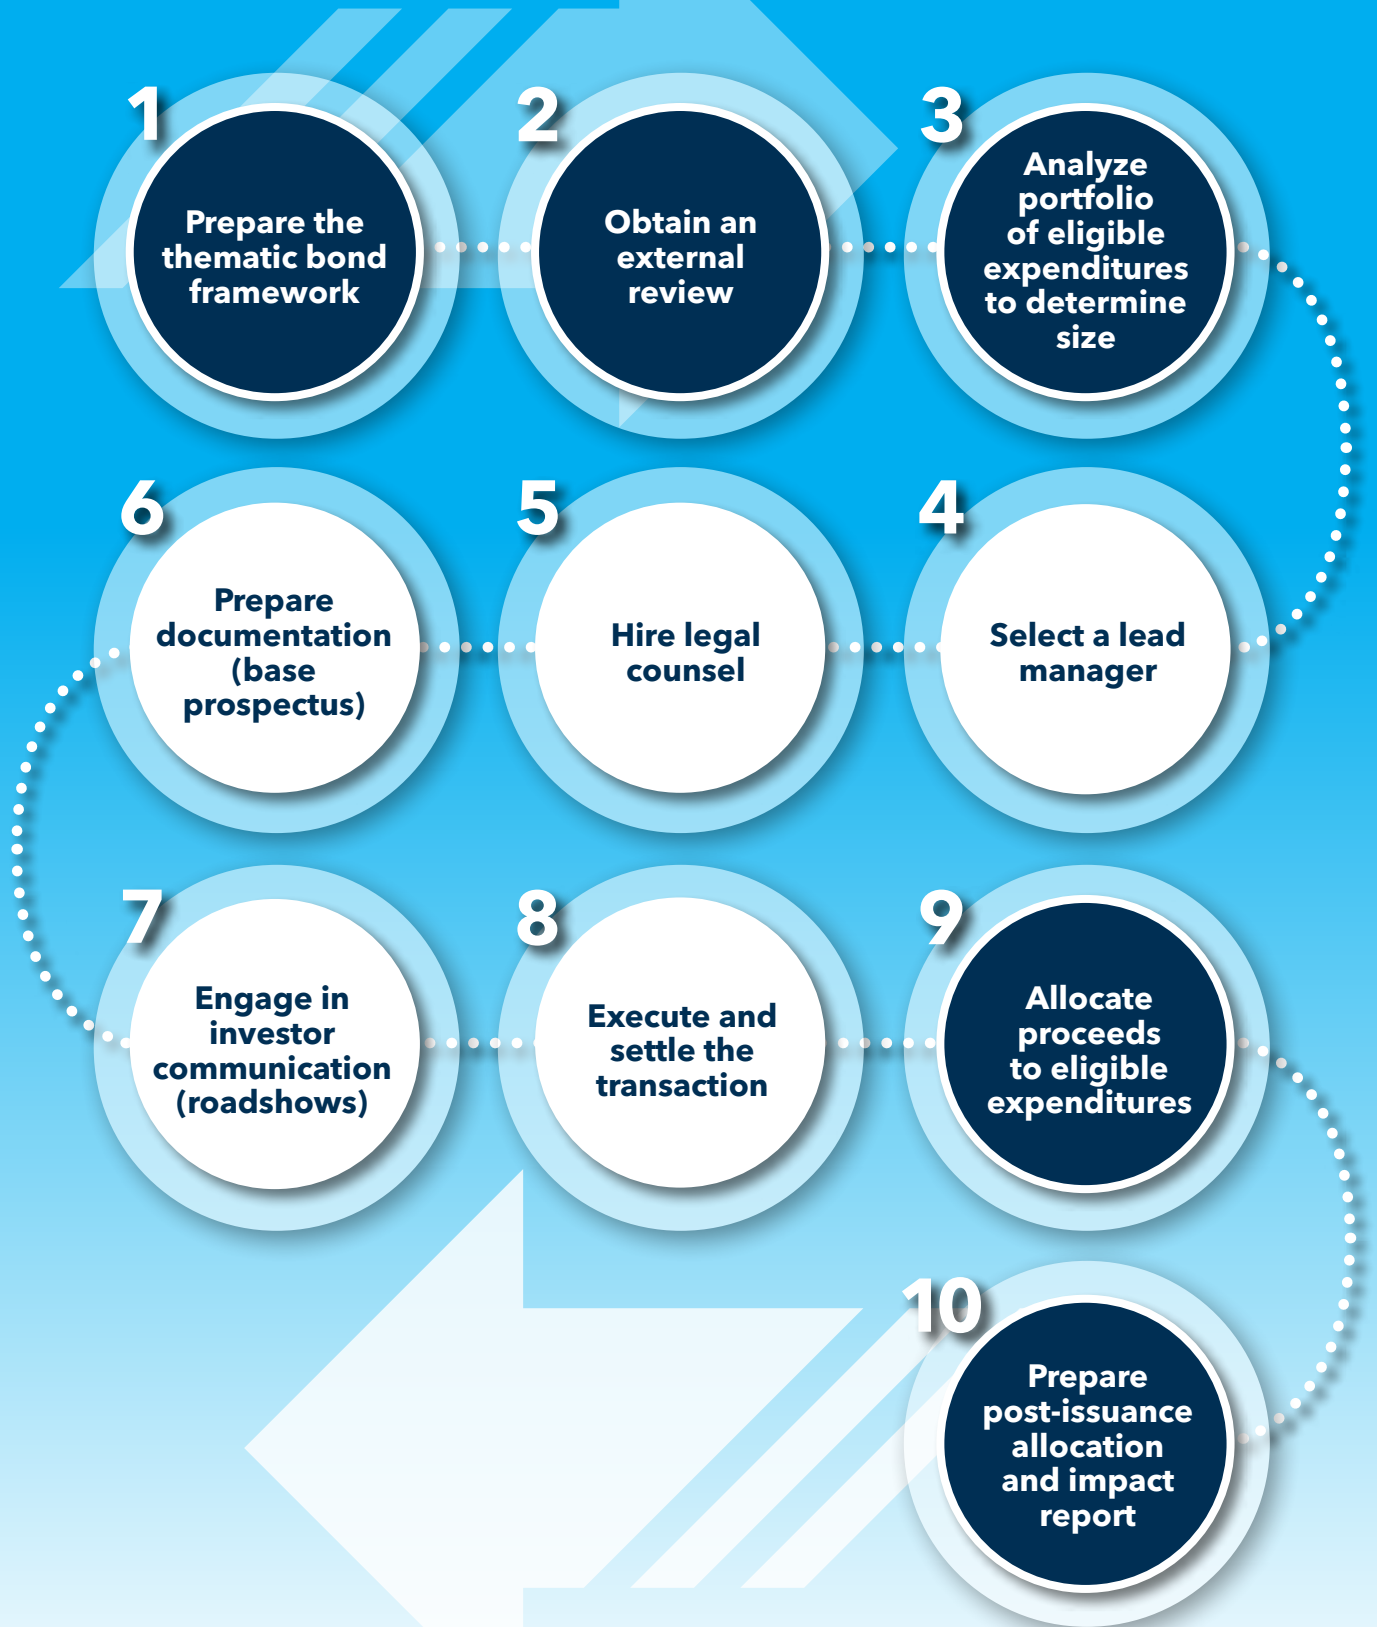 1
Prepare the
thematic bond
framework
2
Obtain an
external
review
3
Analyze
portfolio
of eligible
expenditures
to determine
size
4
Select a lead
manager
5
Hire legal
counsel
6
Prepare
documentation
(base
prospectus)
7
Engage in
investor
communication
(roadshows)
8
Execute and
settle the
transaction
9
Allocate
proceeds
to eligible
expenditures
10
Prepare
post-issuance
allocation
and impact
report